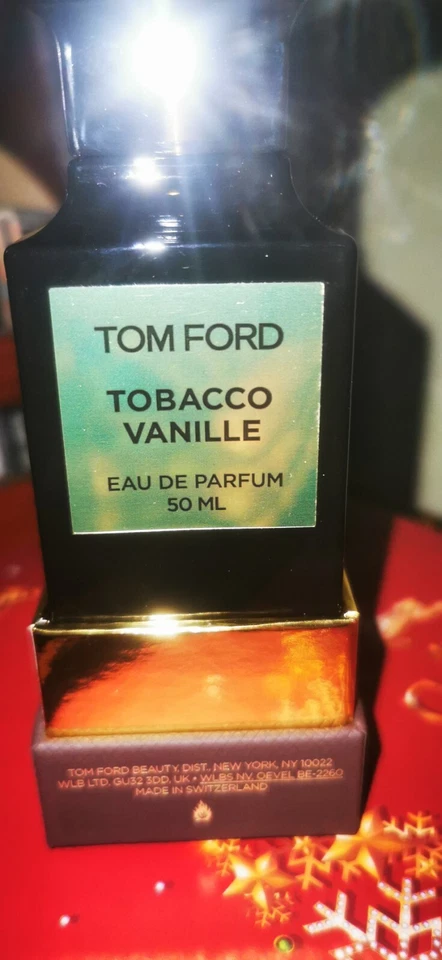 TOM FORD
TOBACCO
VANILLE
EAU DE PARFUM
50 ML
TOM FORD BEAUTY, DIST. NEW YORK, NY 10022
WLB LTD, GU32 3DD, UK • WLBS NV, OEVEL BE-2260
MADE IN SWITZERLAND